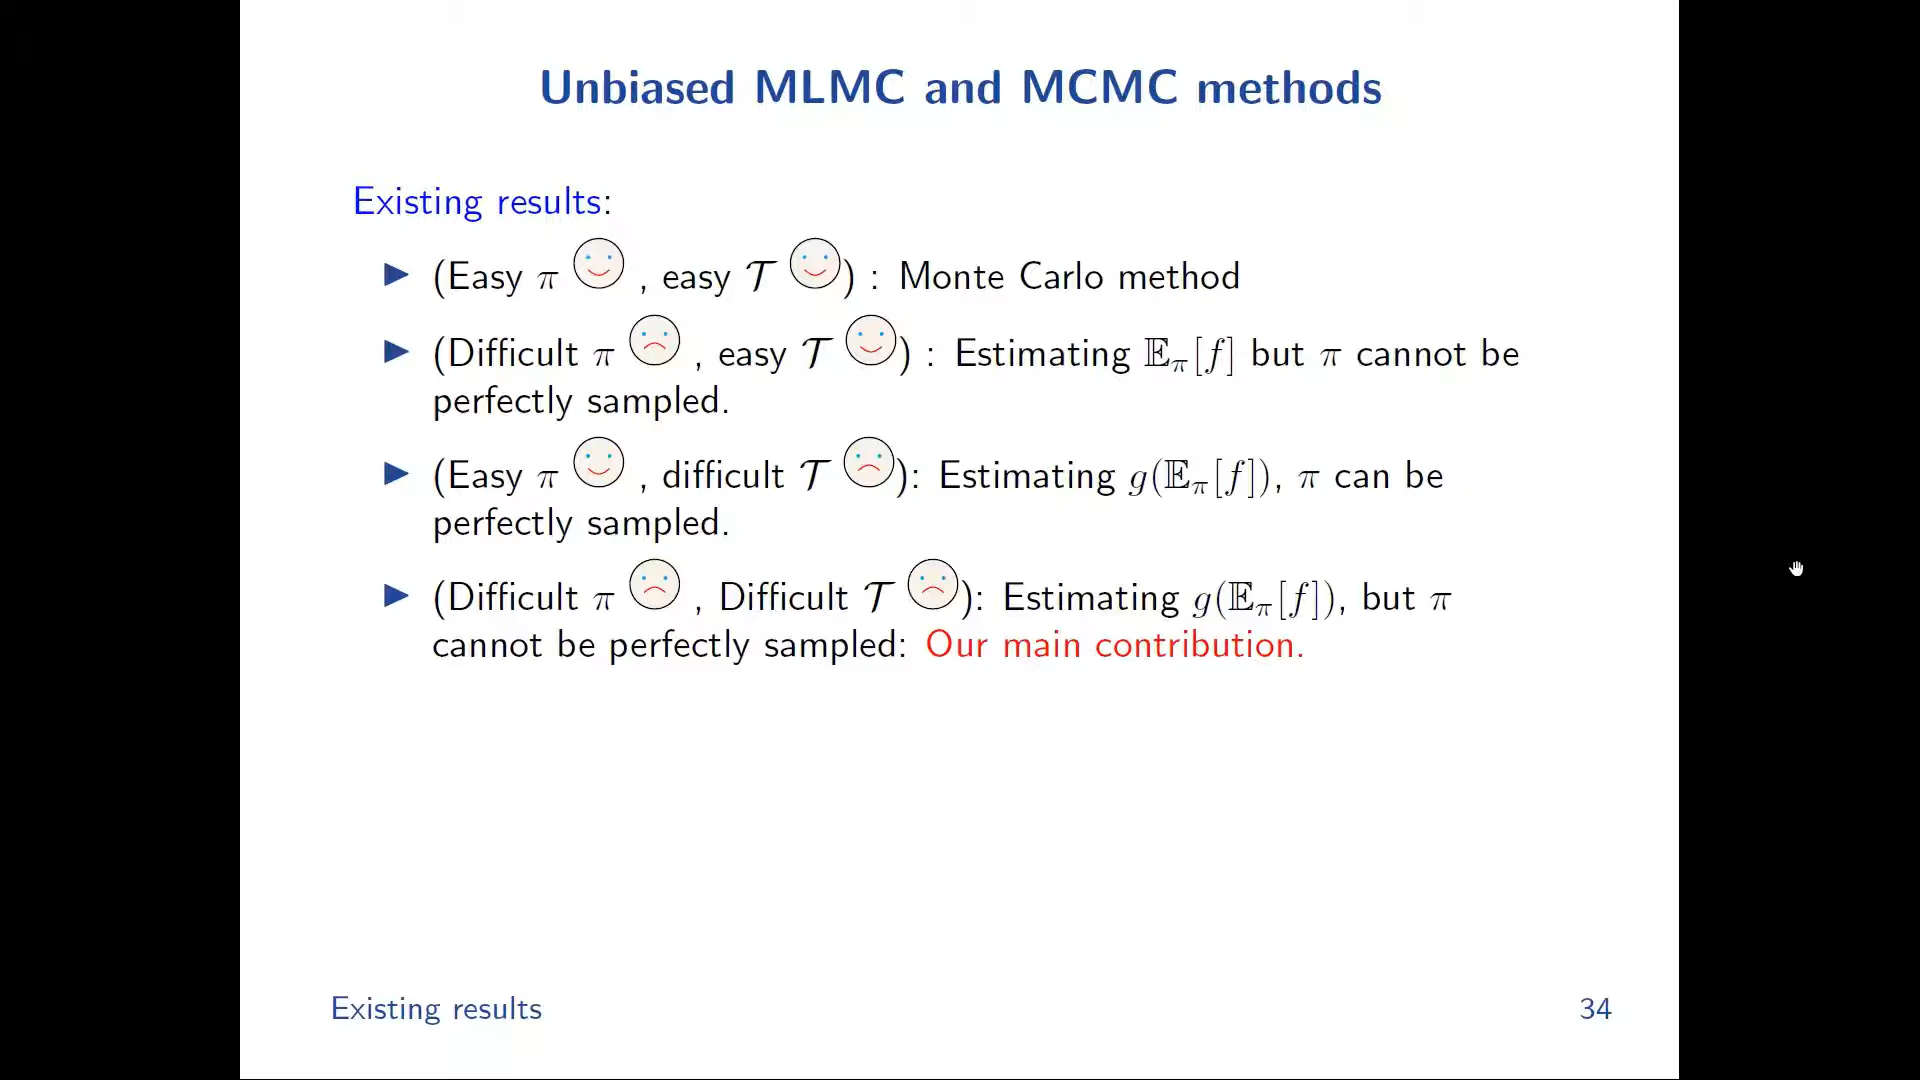 Unbiased MLMC and MCMC methods
Existing results:
(Easy π , easy 𝒯 ) : Monte Carlo method
(Difficult π , easy 𝒯 ) : Estimating 𝔼π[f] but π cannot be
perfectly sampled.
(Easy π , difficult 𝒯 ): Estimating g(𝔼π[f]), π can be
perfectly sampled.
(Difficult π , Difficult 𝒯 ): Estimating g(𝔼π[f]), but π
cannot be perfectly sampled: Our main contribution.
Existing results
34